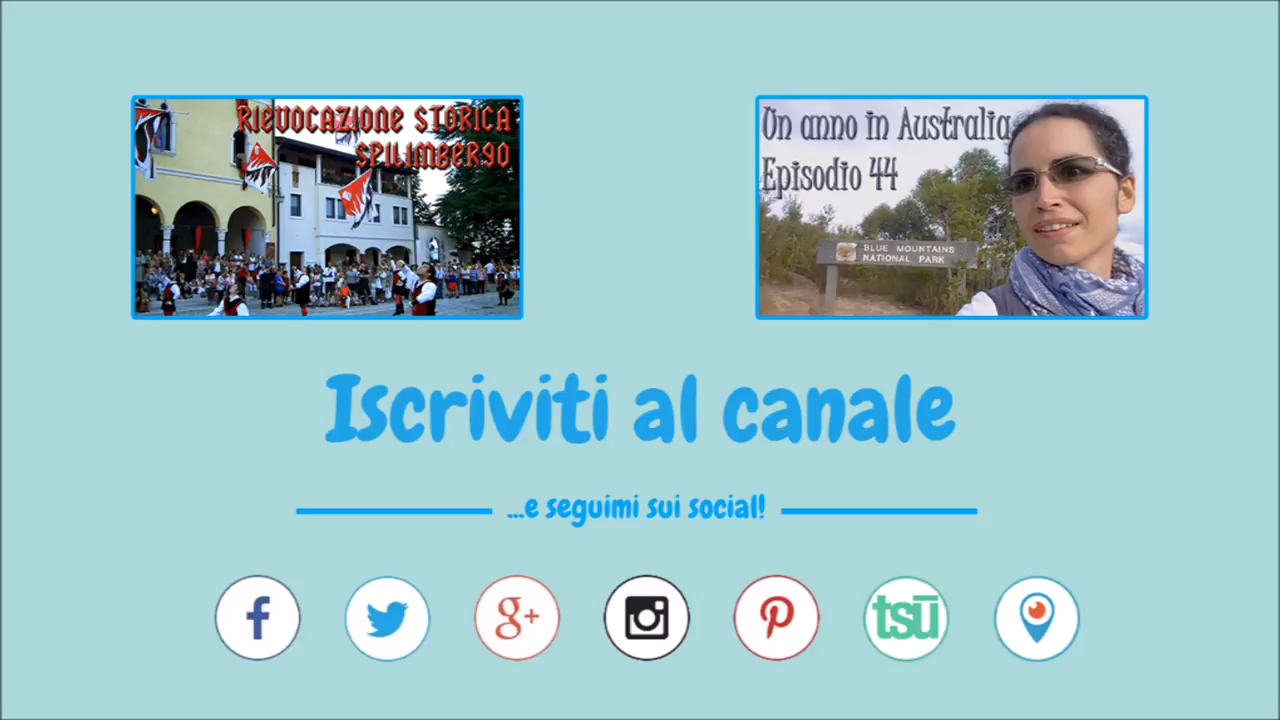 RIEVOCAZIONE STORICA
SPILIMBERGO
Un anno in Australia
Episodio 44
BLUE MOUNTAINS
NATIONAL PARK
Iscriviti al canale
...e seguimi sui social!
f
g+
tsū